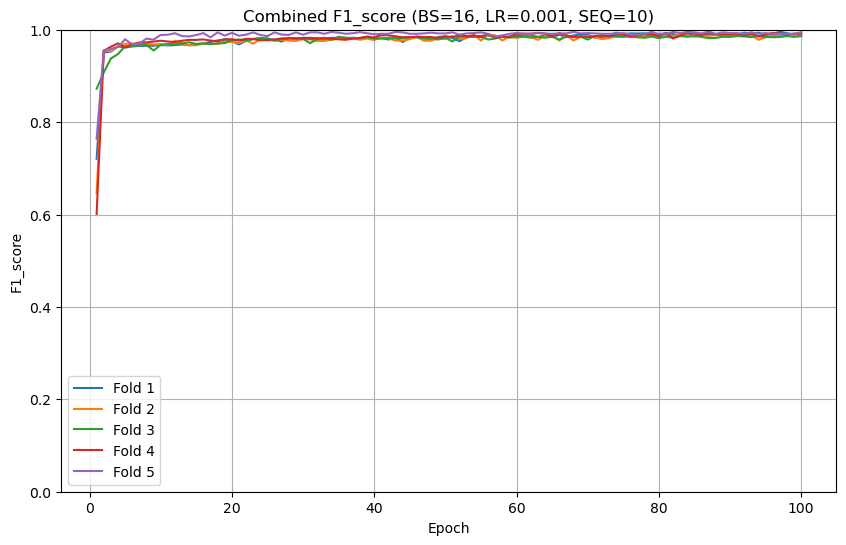 Combined F1_score (BS=16, LR=0.001, SEQ=10)
F1_score
1.0
0.8
0.6
0.4
0.2
0.0
Fold 1
Fold 2
Fold 3
Fold 4
Fold 5
0 20 40 60 80 100
Epoch